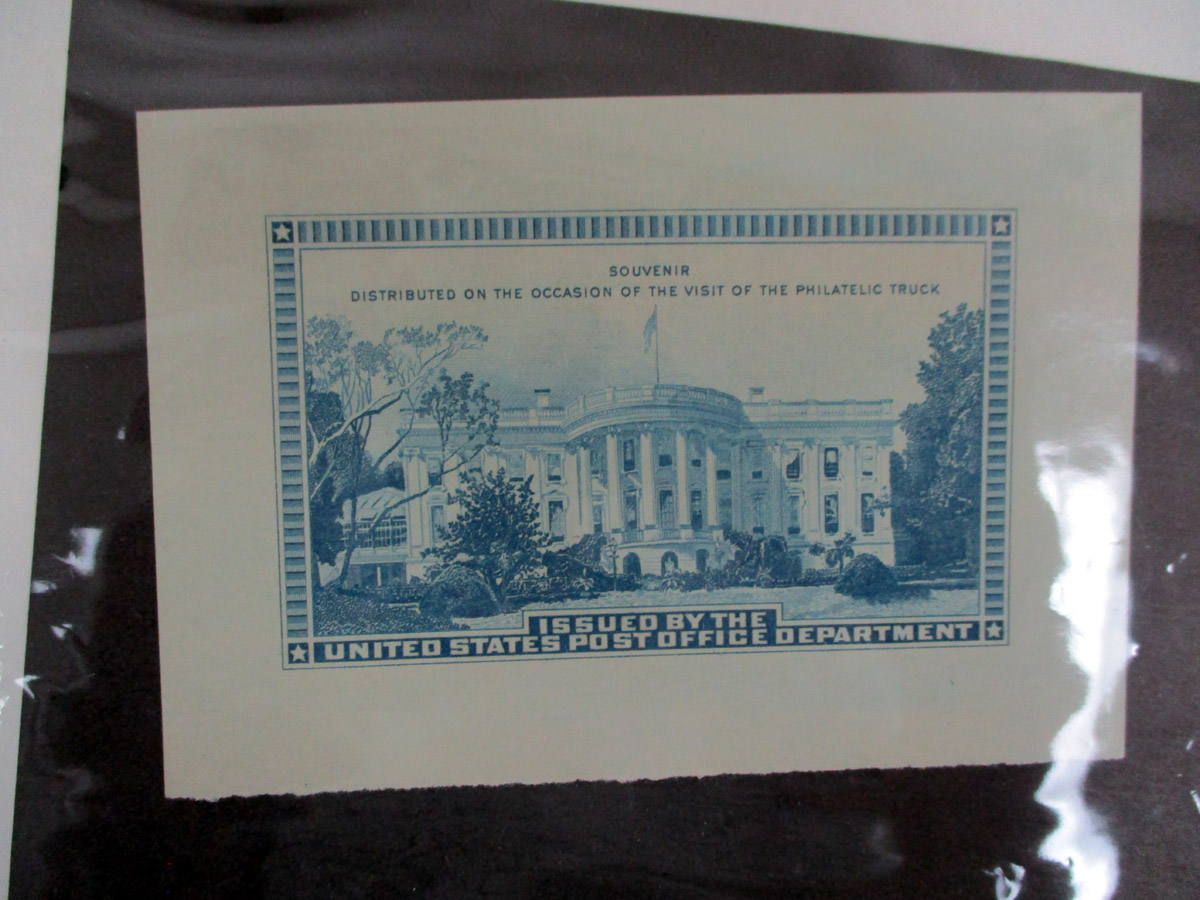 SOUVENIR
DISTRIBUTED ON THE OCCASION OF THE VISIT OF THE PHILATELIC TRUCK
ISSUED BY THE
UNITED STATES POST OFFICE DEPARTMENT